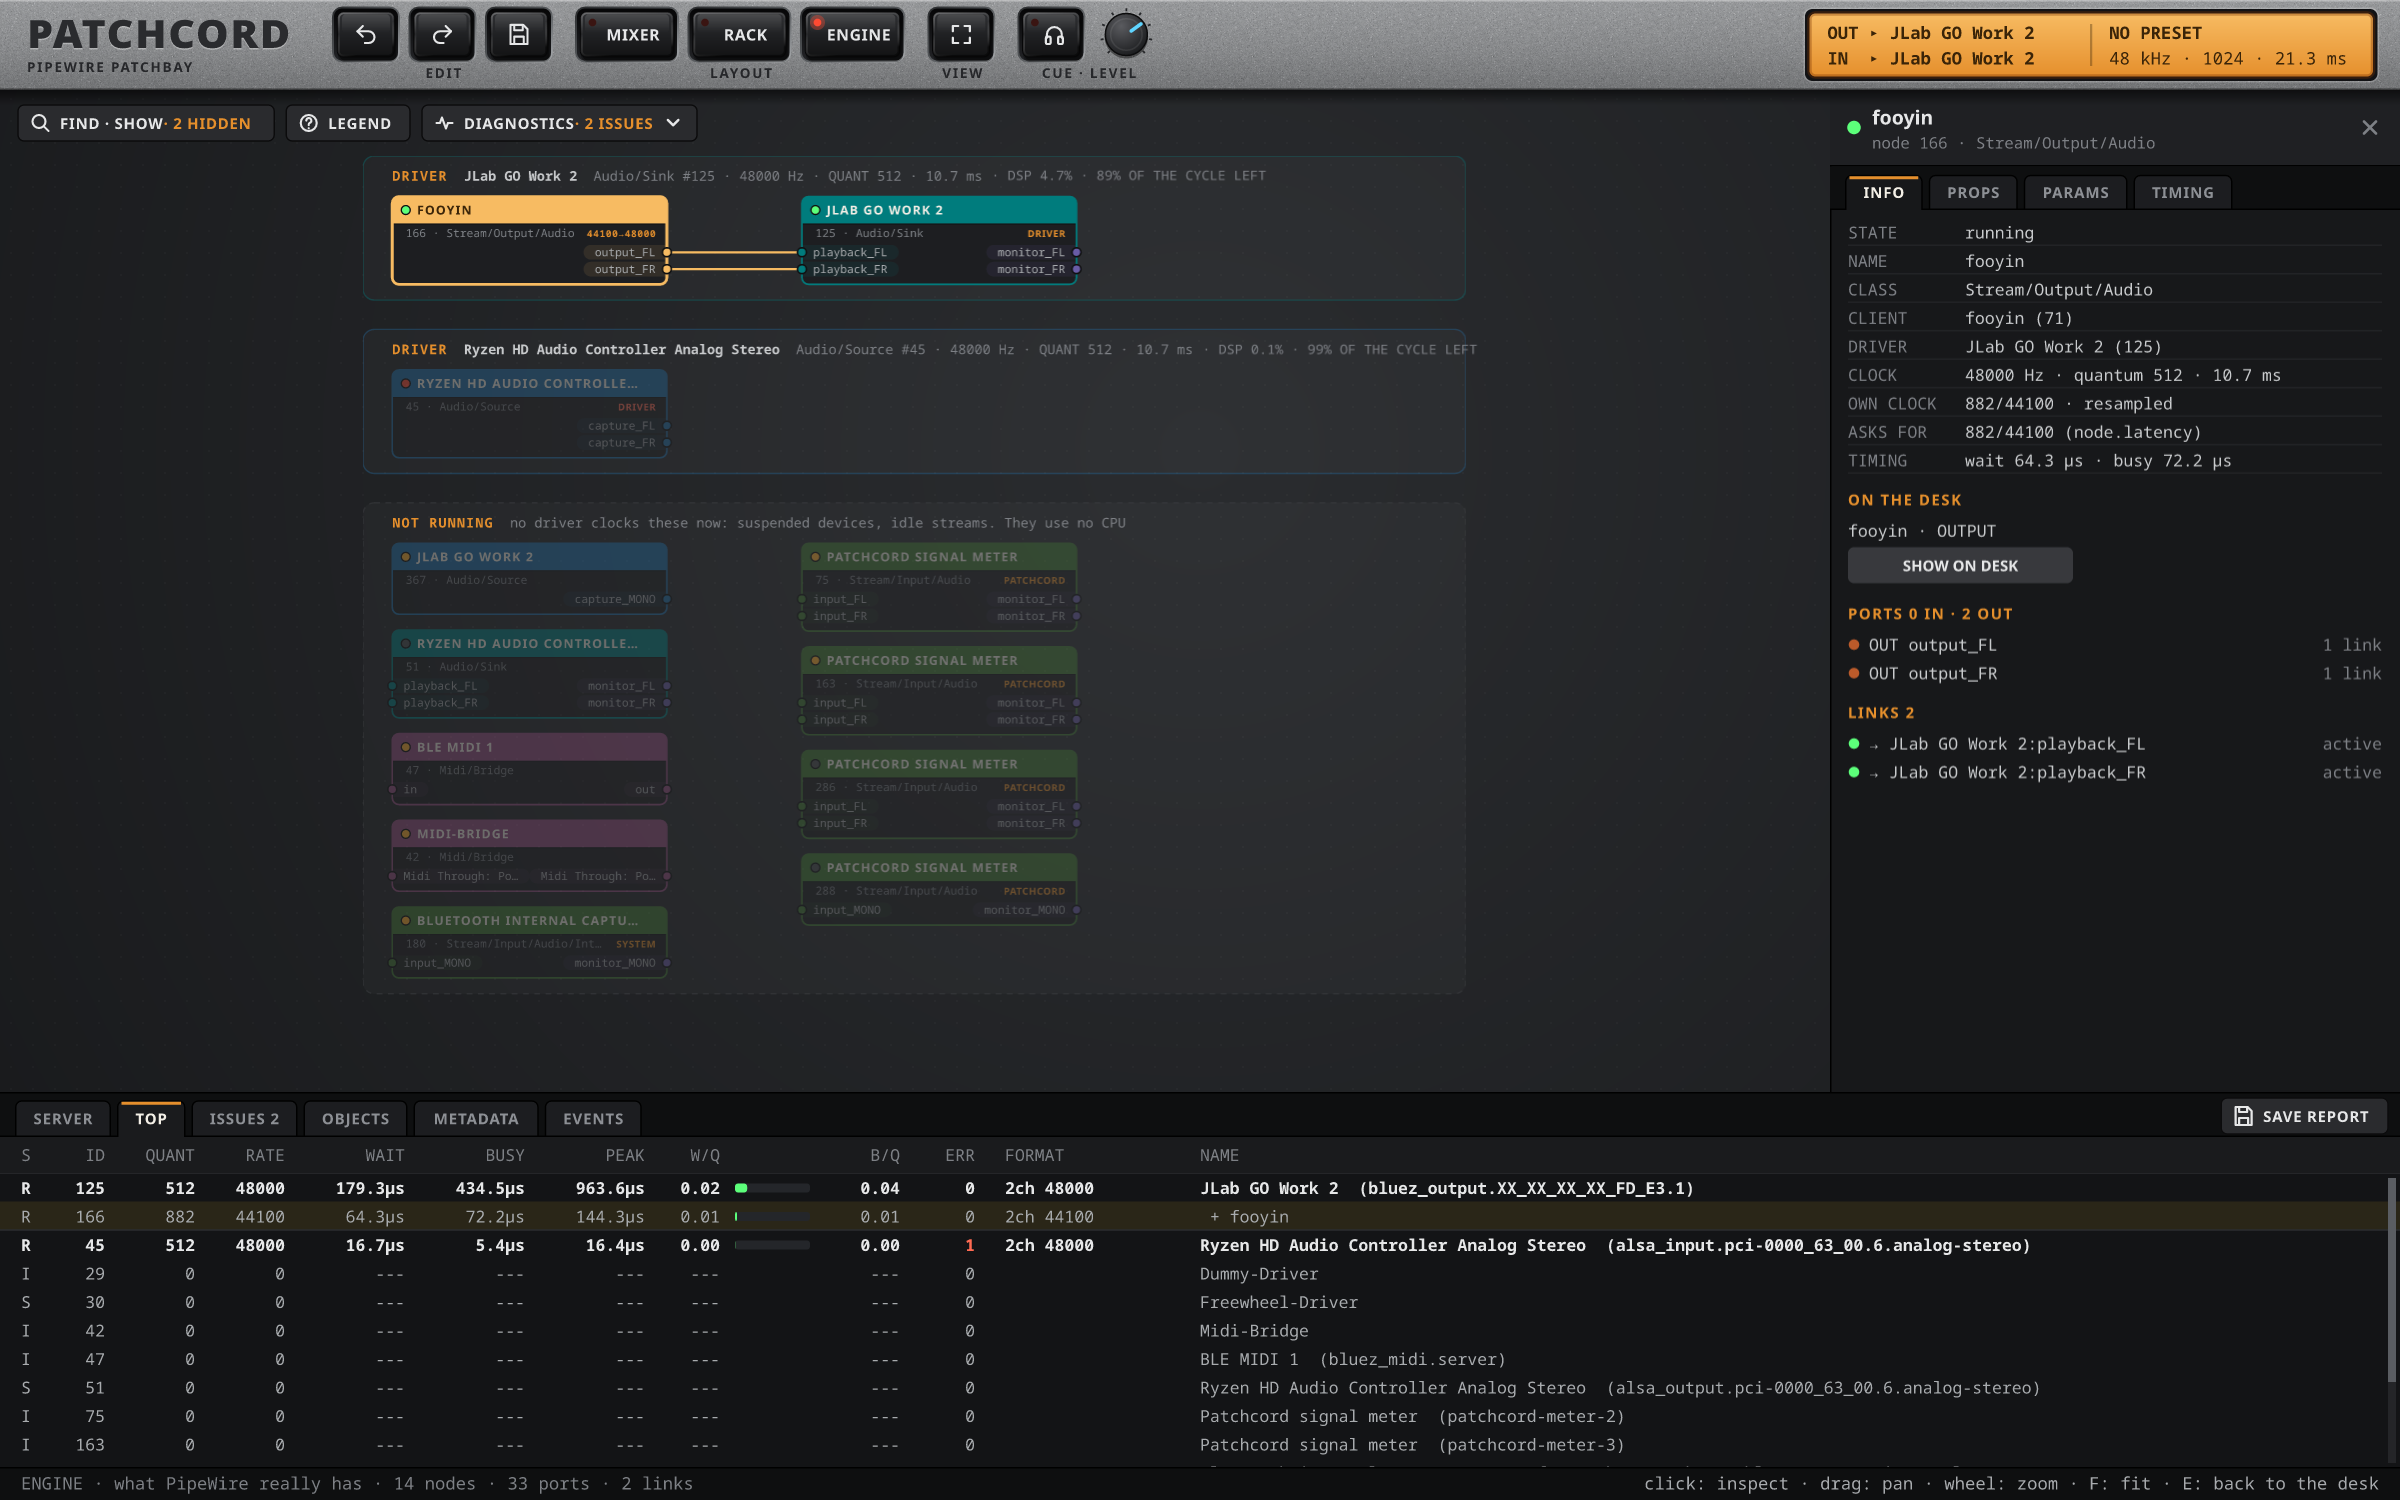 PATCHCORD
PIPEWIRE PATCHBAY
EDIT
MIXER
RACK
ENGINE
LAYOUT
VIEW
CUE · LEVEL
OUT ▸ JLab GO Work 2
IN ▸ JLab GO Work 2
NO PRESET
48 kHz · 1024 · 21.3 ms
FIND · SHOW · 2 HIDDEN
LEGEND
DIAGNOSTICS · 2 ISSUES
DRIVER JLab GO Work 2 Audio/Sink #125 · 48000 Hz · QUANT 512 · 10.7 ms · DSP 4.7% · 89% OF THE CYCLE LEFT
FOOYIN
166 · Stream/Output/Audio 44100→48000
output_FL
output_FR
JLAB GO WORK 2
125 · Audio/Sink DRIVER
playback_FL monitor_FL
playback_FR monitor_FR
DRIVER Ryzen HD Audio Controller Analog Stereo Audio/Source #45 · 48000 Hz · QUANT 512 · 10.7 ms · DSP 0.1% · 99% OF THE CYCLE LEFT
RYZEN HD AUDIO CONTROLLE…
45 · Audio/Source DRIVER
capture_FL
capture_FR
NOT RUNNING no driver clocks these now: suspended devices, idle streams. They use no CPU
JLAB GO WORK 2
367 · Audio/Source
capture_MONO
RYZEN HD AUDIO CONTROLLE…
51 · Audio/Sink
playback_FL monitor_FL
playback_FR monitor_FR
BLE MIDI 1
47 · Midi/Bridge
in out
MIDI-BRIDGE
42 · Midi/Bridge
Midi Through: Po… Midi Through: Po…
BLUETOOTH INTERNAL CAPTU…
180 · Stream/Input/Audio/Int… SYSTEM
input_MONO monitor_MONO
PATCHCORD SIGNAL METER
75 · Stream/Input/Audio PATCHCORD
input_FL monitor_FL
input_FR monitor_FR
PATCHCORD SIGNAL METER
163 · Stream/Input/Audio PATCHCORD
input_FL monitor_FL
input_FR monitor_FR
PATCHCORD SIGNAL METER
286 · Stream/Input/Audio PATCHCORD
input_FL monitor_FL
input_FR monitor_FR
PATCHCORD SIGNAL METER
288 · Stream/Input/Audio PATCHCORD
input_MONO monitor_MONO
fooyin
node 166 · Stream/Output/Audio
INFO PROPS PARAMS TIMING
STATE running
NAME fooyin
CLASS Stream/Output/Audio
CLIENT fooyin (71)
DRIVER JLab GO Work 2 (125)
CLOCK 48000 Hz · quantum 512 · 10.7 ms
OWN CLOCK 882/44100 · resampled
ASKS FOR 882/44100 (node.latency)
TIMING wait 64.3 µs · busy 72.2 µs
ON THE DESK
fooyin · OUTPUT
SHOW ON DESK
PORTS 0 IN · 2 OUT
OUT output_FL 1 link
OUT output_FR 1 link
LINKS 2
→ JLab GO Work 2:playback_FL active
→ JLab GO Work 2:playback_FR active
SERVER TOP ISSUES 2 OBJECTS METADATA EVENTS
SAVE REPORT
S ID QUANT RATE WAIT BUSY PEAK W/Q B/Q ERR FORMAT NAME
R 125 512 48000 179.3µs 434.5µs 963.6µs 0.02 0.04 0 2ch 48000 JLab GO Work 2 (bluez_output.XX_XX_XX_XX_FD_E3.1)
R 166 882 44100 64.3µs 72.2µs 144.3µs 0.01 0.01 0 2ch 44100 + fooyin
R 45 512 48000 16.7µs 5.4µs 16.4µs 0.00 0.00 1 2ch 48000 Ryzen HD Audio Controller Analog Stereo (alsa_input.pci-0000_63_00.6.analog-stereo)
I 29 0 0 --- --- --- --- --- 0 Dummy-Driver
S 30 0 0 --- --- --- --- --- 0 Freewheel-Driver
I 42 0 0 --- --- --- --- --- 0 Midi-Bridge
I 47 0 0 --- --- --- --- --- 0 BLE MIDI 1 (bluez_midi.server)
S 51 0 0 --- --- --- --- --- 0 Ryzen HD Audio Controller Analog Stereo (alsa_output.pci-0000_63_00.6.analog-stereo)
I 75 0 0 --- --- --- --- --- 0 Patchcord signal meter (patchcord-meter-2)
I 163 0 0 --- --- --- --- --- 0 Patchcord signal meter (patchcord-meter-3)
ENGINE · what PipeWire really has · 14 nodes · 33 ports · 2 links
click: inspect · drag: pan · wheel: zoom · F: fit · E: back to the desk